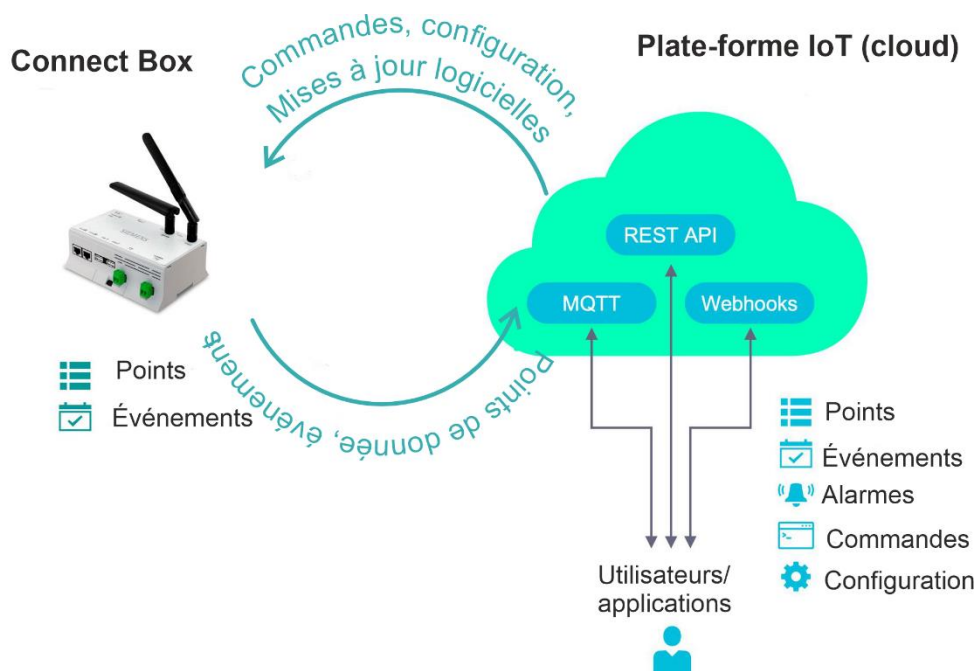 Connect Box
Commandes, configuration,
Mises à jour logicielles
Plate-forme IoT (cloud)
REST API
MQTT
Webhooks
Points de donnée, événements
Points
Événements
Points
Événements
Alarmes
Commandes
Configuration
Utilisateurs/
applications